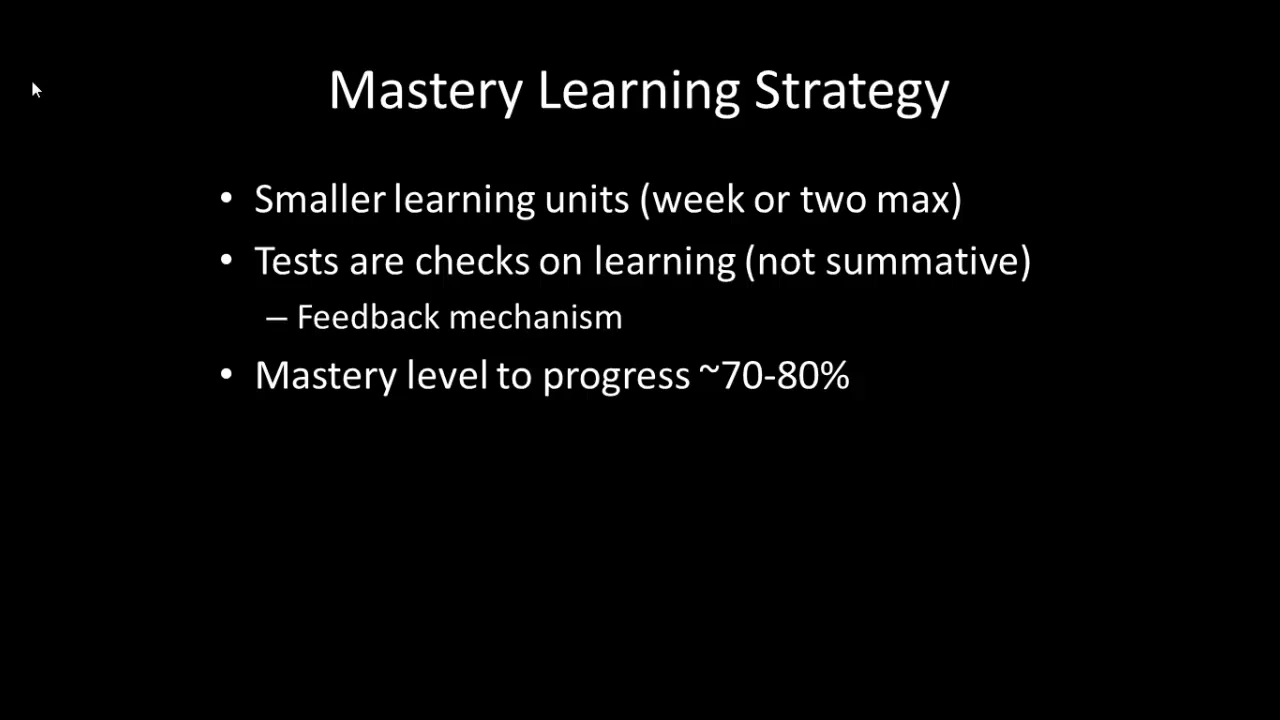 Mastery Learning Strategy
• Smaller learning units (week or two max)
• Tests are checks on learning (not summative)
– Feedback mechanism
• Mastery level to progress ~70-80%